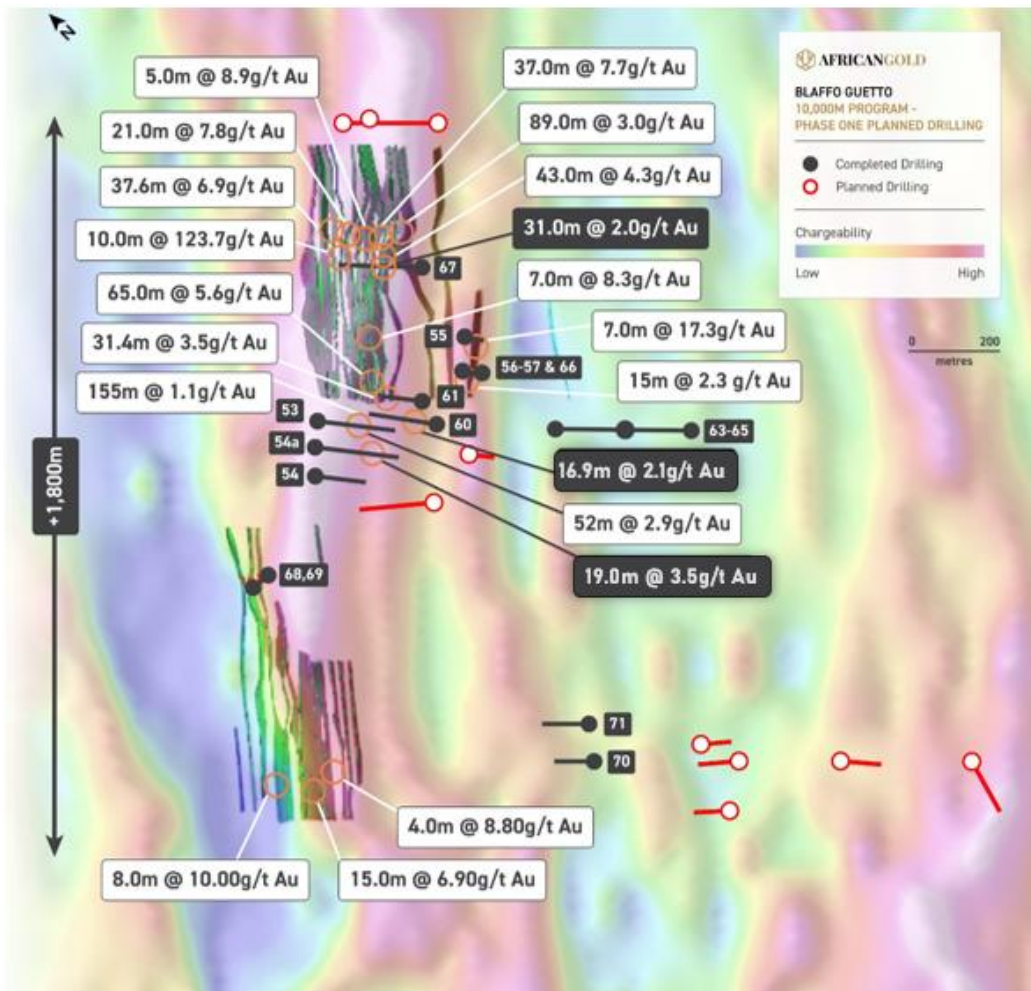 N
AFRICANGOLD
BLAFFO GUETTO
10,000M PROGRAM -
PHASE ONE PLANNED DRILLING
Completed Drilling
Planned Drilling
Chargeability
Low High
0 200
metres
5.0m @ 8.9g/t Au
37.0m @ 7.7g/t Au
21.0m @ 7.8g/t Au
89.0m @ 3.0g/t Au
37.6m @ 6.9g/t Au
43.0m @ 4.3g/t Au
10.0m @ 123.7g/t Au
31.0m @ 2.0g/t Au
67
65.0m @ 5.6g/t Au
7.0m @ 8.3g/t Au
31.4m @ 3.5g/t Au
55
7.0m @ 17.3g/t Au
56-57 & 66
155m @ 1.1g/t Au
15m @ 2.3 g/t Au
61
53
60
63-65
54a
16.9m @ 2.1g/t Au
54
52m @ 2.9g/t Au
+1,800m
68,69
19.0m @ 3.5g/t Au
71
70
4.0m @ 8.80g/t Au
8.0m @ 10.00g/t Au
15.0m @ 6.90g/t Au